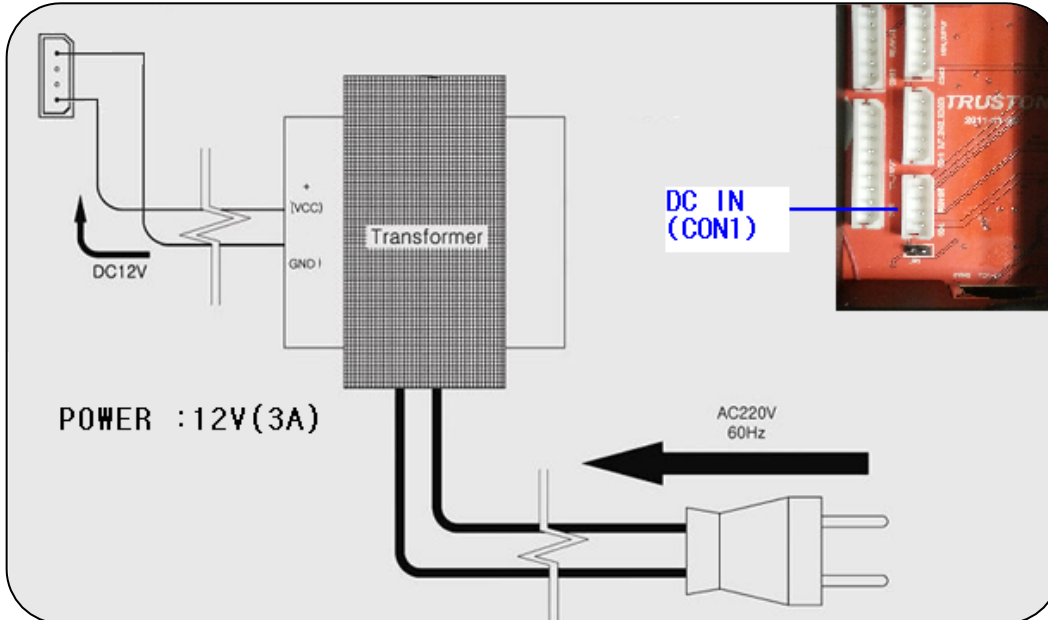 TRUSTON
DC IN
(CON1)
+
(VCC)
Transformer
GND )
DC12V
POWER :12V(3A)
AC220V
60Hz